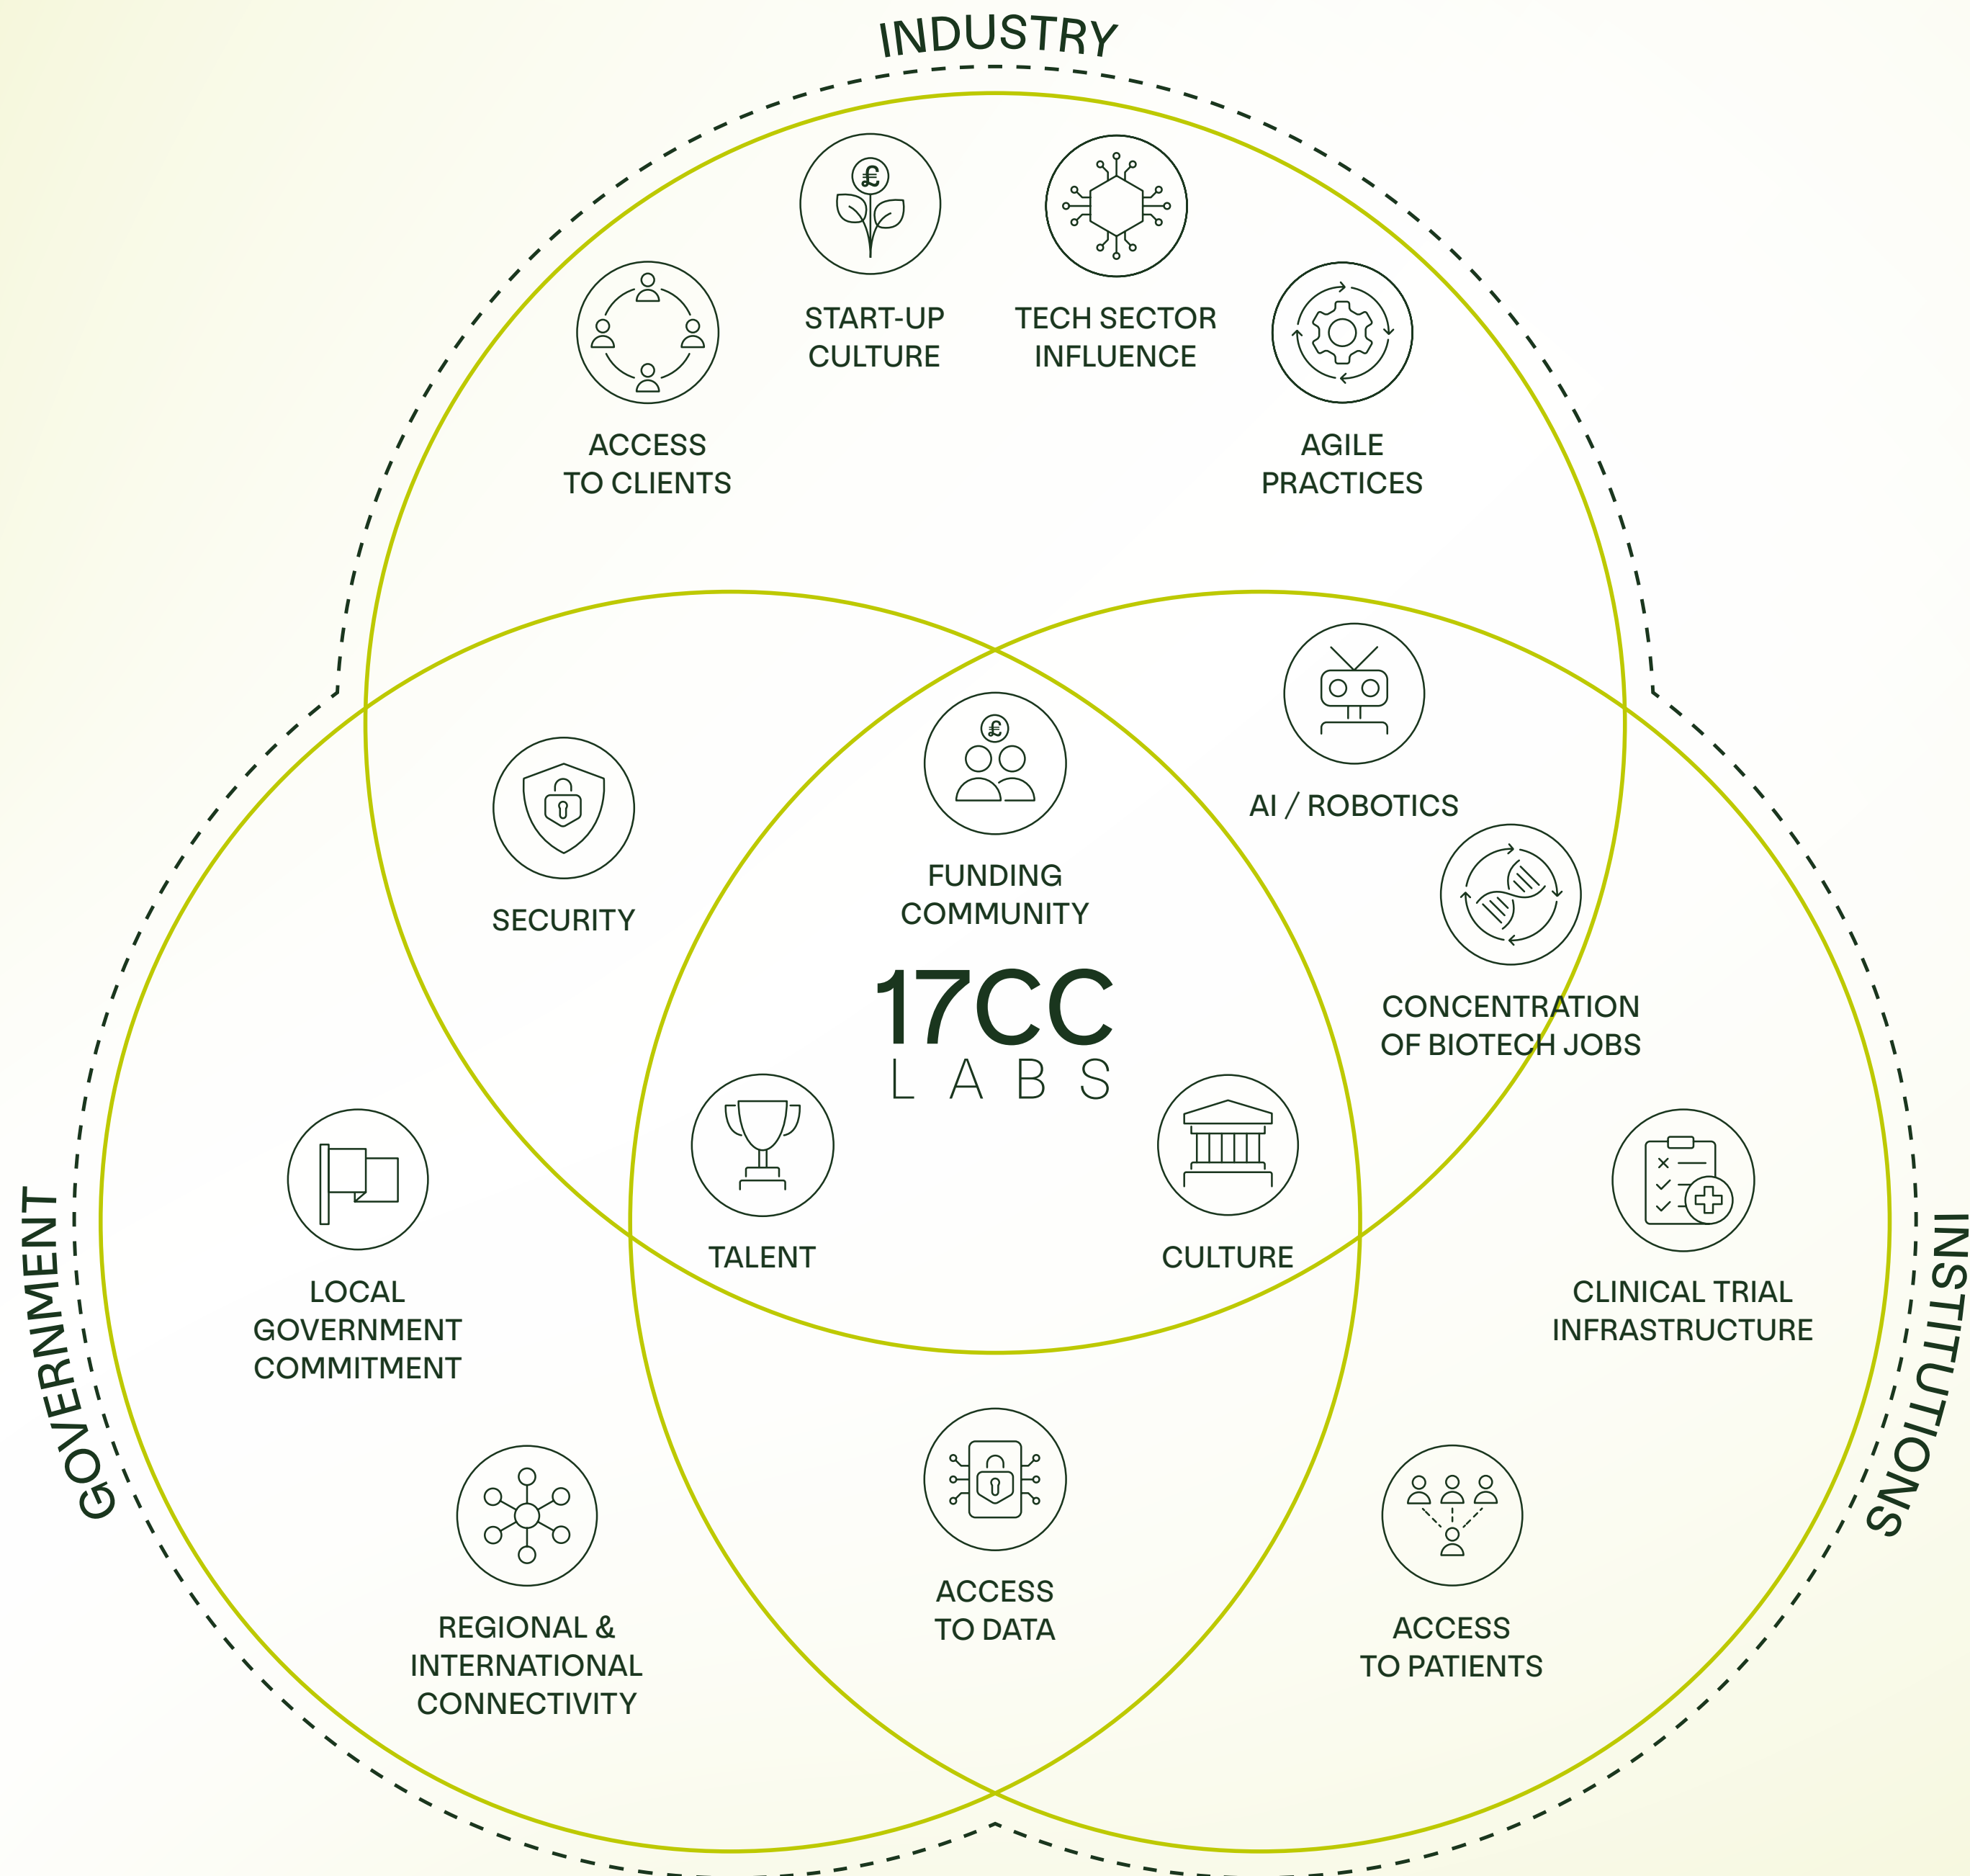 INDUSTRY
£
START-UP
CULTURE
TECH SECTOR
INFLUENCE
ACCESS
TO CLIENTS
AGILE
PRACTICES
SECURITY
£
FUNDING
COMMUNITY
AI / ROBOTICS
CONCENTRATION
OF BIOTECH JOBS
17CC
LABS
TALENT
CULTURE
GOVERNMENT
LOCAL
GOVERNMENT
COMMITMENT
CLINICAL TRIAL
INFRASTRUCTURE
INSTITUTIONS
REGIONAL &
INTERNATIONAL
CONNECTIVITY
ACCESS
TO DATA
ACCESS
TO PATIENTS